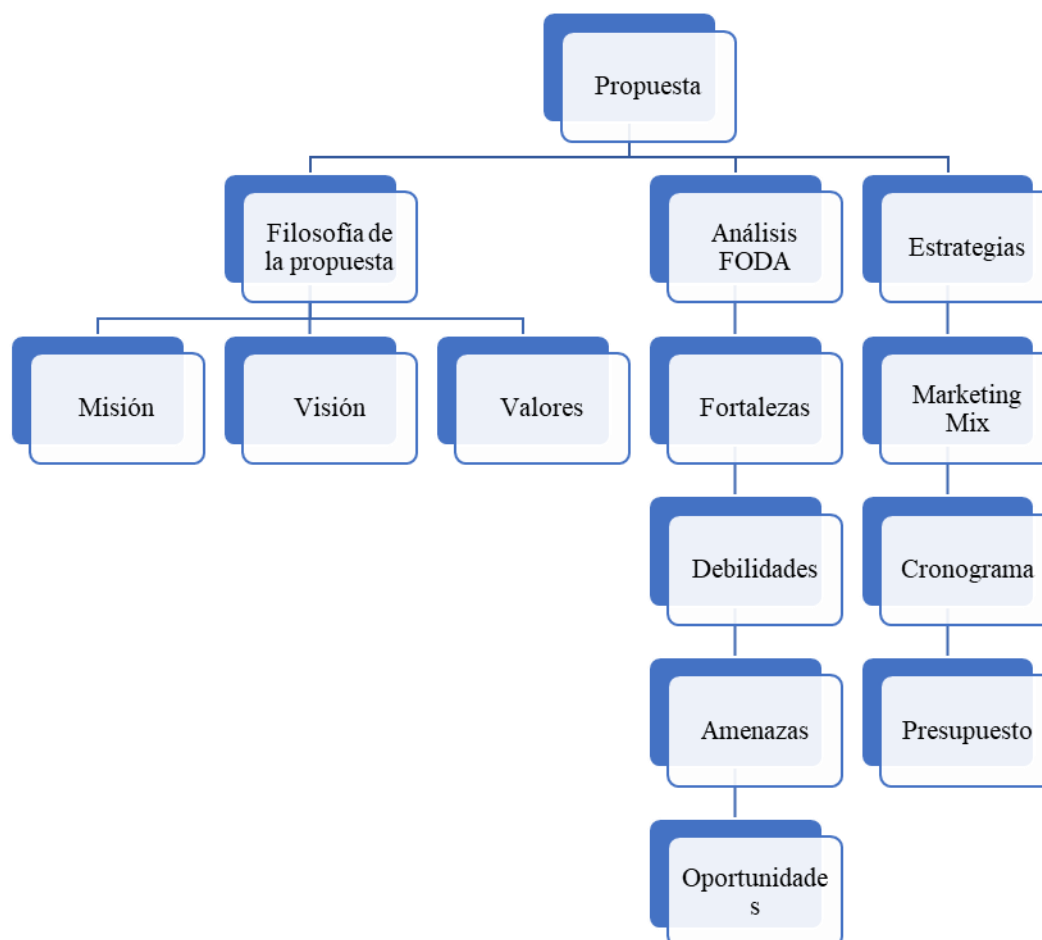 Propuesta
Filosofía de
la propuesta
Análisis
FODA
Estrategias
Misión
Visión
Valores
Fortalezas
Marketing
Mix
Debilidades
Cronograma
Amenazas
Presupuesto
Oportunidade
s